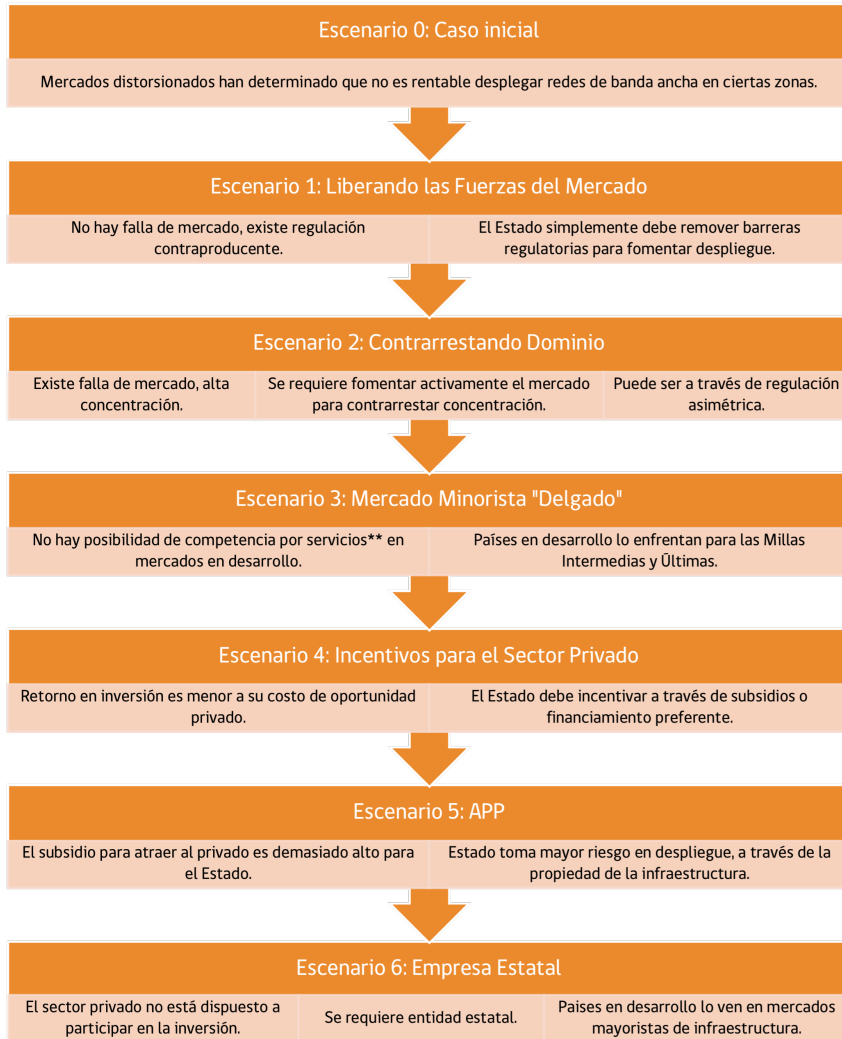 Escenario 0: Caso inicial
Mercados distorsionados han determinado que no es rentable desplegar redes de banda ancha en ciertas zonas.
Escenario 1: Liberando las Fuerzas del Mercado
No hay falla de mercado, existe regulación
contraproducente.
El Estado simplemente debe remover barreras
regulatorias para fomentar despliegue.
Escenario 2: Contrarrestando Dominio
Existe falla de mercado, alta
concentración.
Se requiere fomentar activamente el mercado
para contrarrestar concentración.
Puede ser a través de regulación
asimétrica.
Escenario 3: Mercado Minorista "Delgado"
No hay posibilidad de competencia por servicios** en
mercados en desarrollo.
Países en desarrollo lo enfrentan para las Millas
Intermedias y Últimas.
Escenario 4: Incentivos para el Sector Privado
Retorno en inversión es menor a su costo de oportunidad
privado.
El Estado debe incentivar a través de subsidios o
financiamiento preferente.
Escenario 5: APP
El subsidio para atraer al privado es demasiado alto para
el Estado.
Estado toma mayor riesgo en despliegue, a través de la
propiedad de la infraestructura.
Escenario 6: Empresa Estatal
El sector privado no está dispuesto a
participar en la inversión.
Se requiere entidad estatal.
Paises en desarrollo lo ven en mercados
mayoristas de infraestructura.